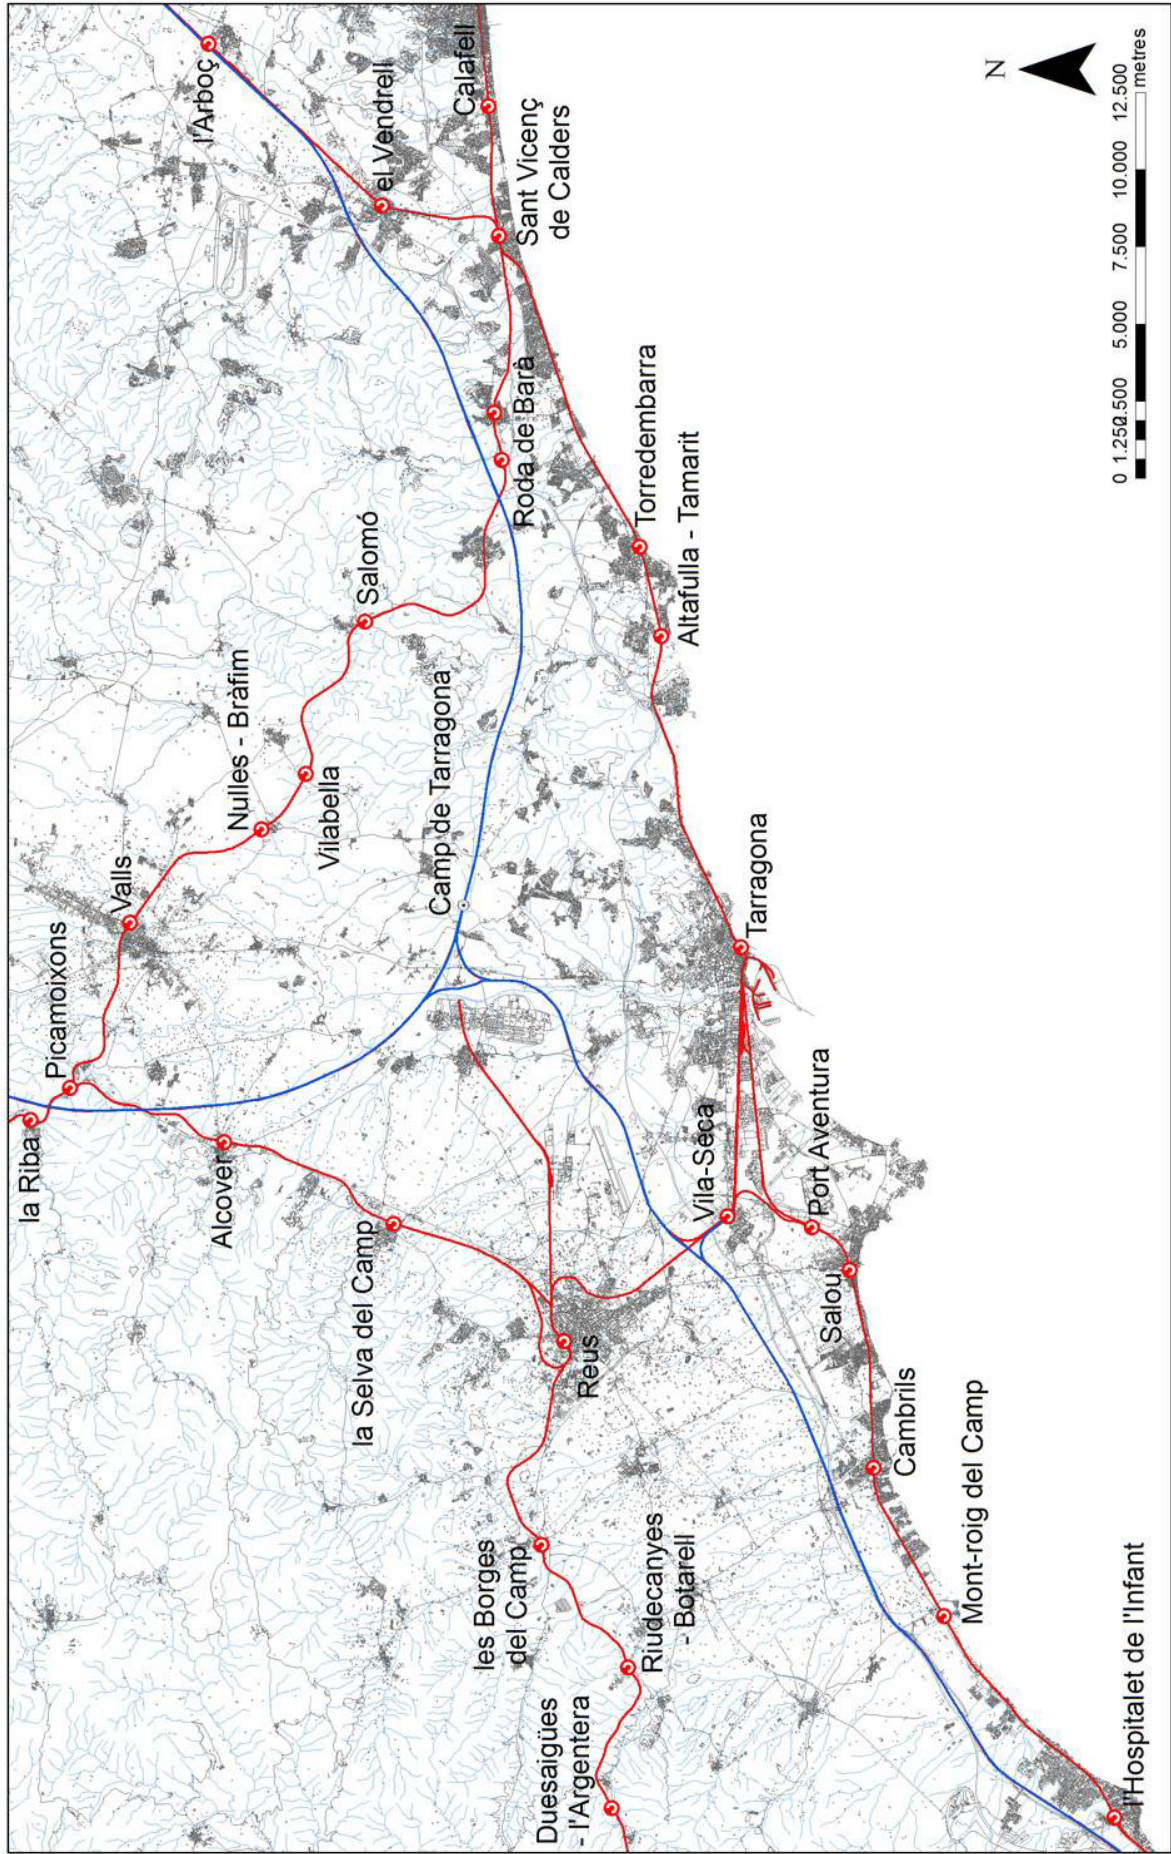 la Riba
Picamoixons
Valls
Nulles - Bràfim
Vilabella
Salomó
l'Arboç
el Vendrell
Calafell
Sant Vicenç
de Calders
Roda de Barà
Torredembarra
Altafulla - Tamarit
Camp de Tarragona
Tarragona
Alcover
la Selva del Camp
Reus
Vila-Seca
Port Aventura
Salou
Cambrils
Mont-roig del Camp
l'Hospitalet de l'Infant
les Borges
del Camp
Riudecanyes
- Botarell
Duesaigües
- l'Argentera
N
0 1.250 2.500 5.000 7.500 10.000 12.500
metres